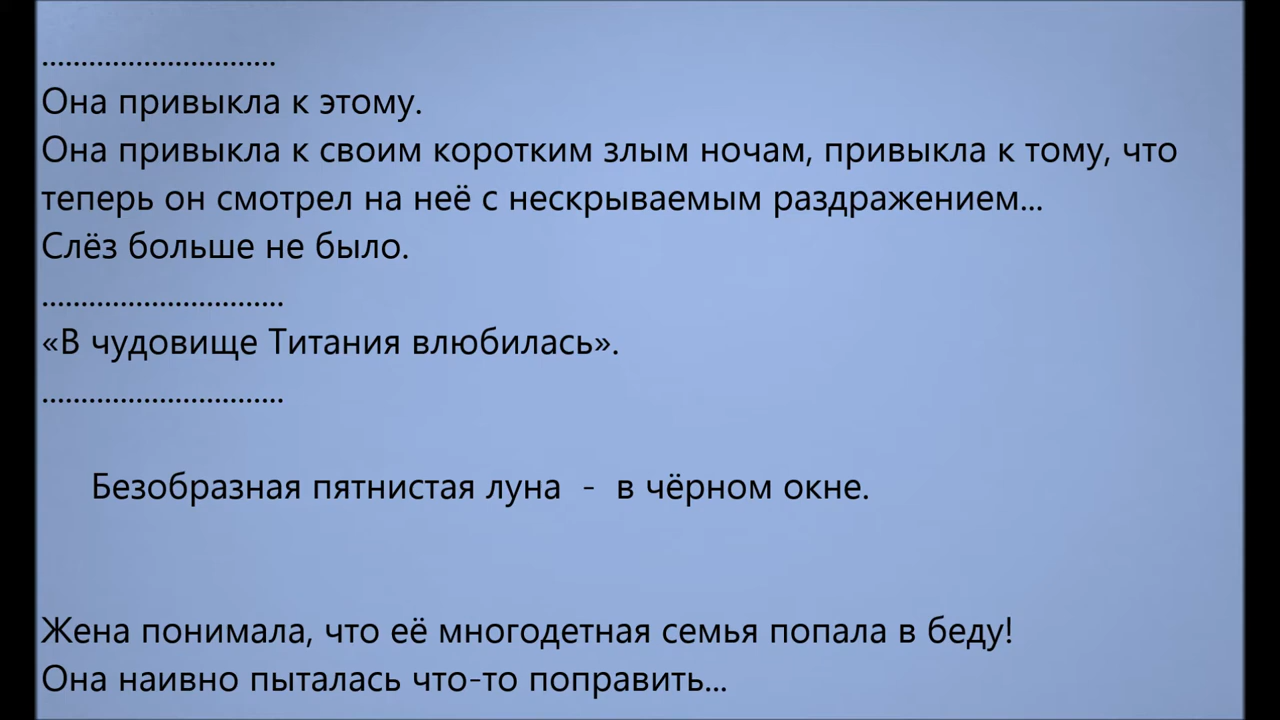 ..............................
Она привыкла к этому.
Она привыкла к своим коротким злым ночам, привыкла к тому, что
теперь он смотрел на неё с нескрываемым раздражением...
Слёз больше не было.
...............................
«В чудовище Титания влюбилась».
...............................
Безобразная пятнистая луна - в чёрном окне.
Жена понимала, что её многодетная семья попала в беду!
Она наивно пыталась что-то поправить...